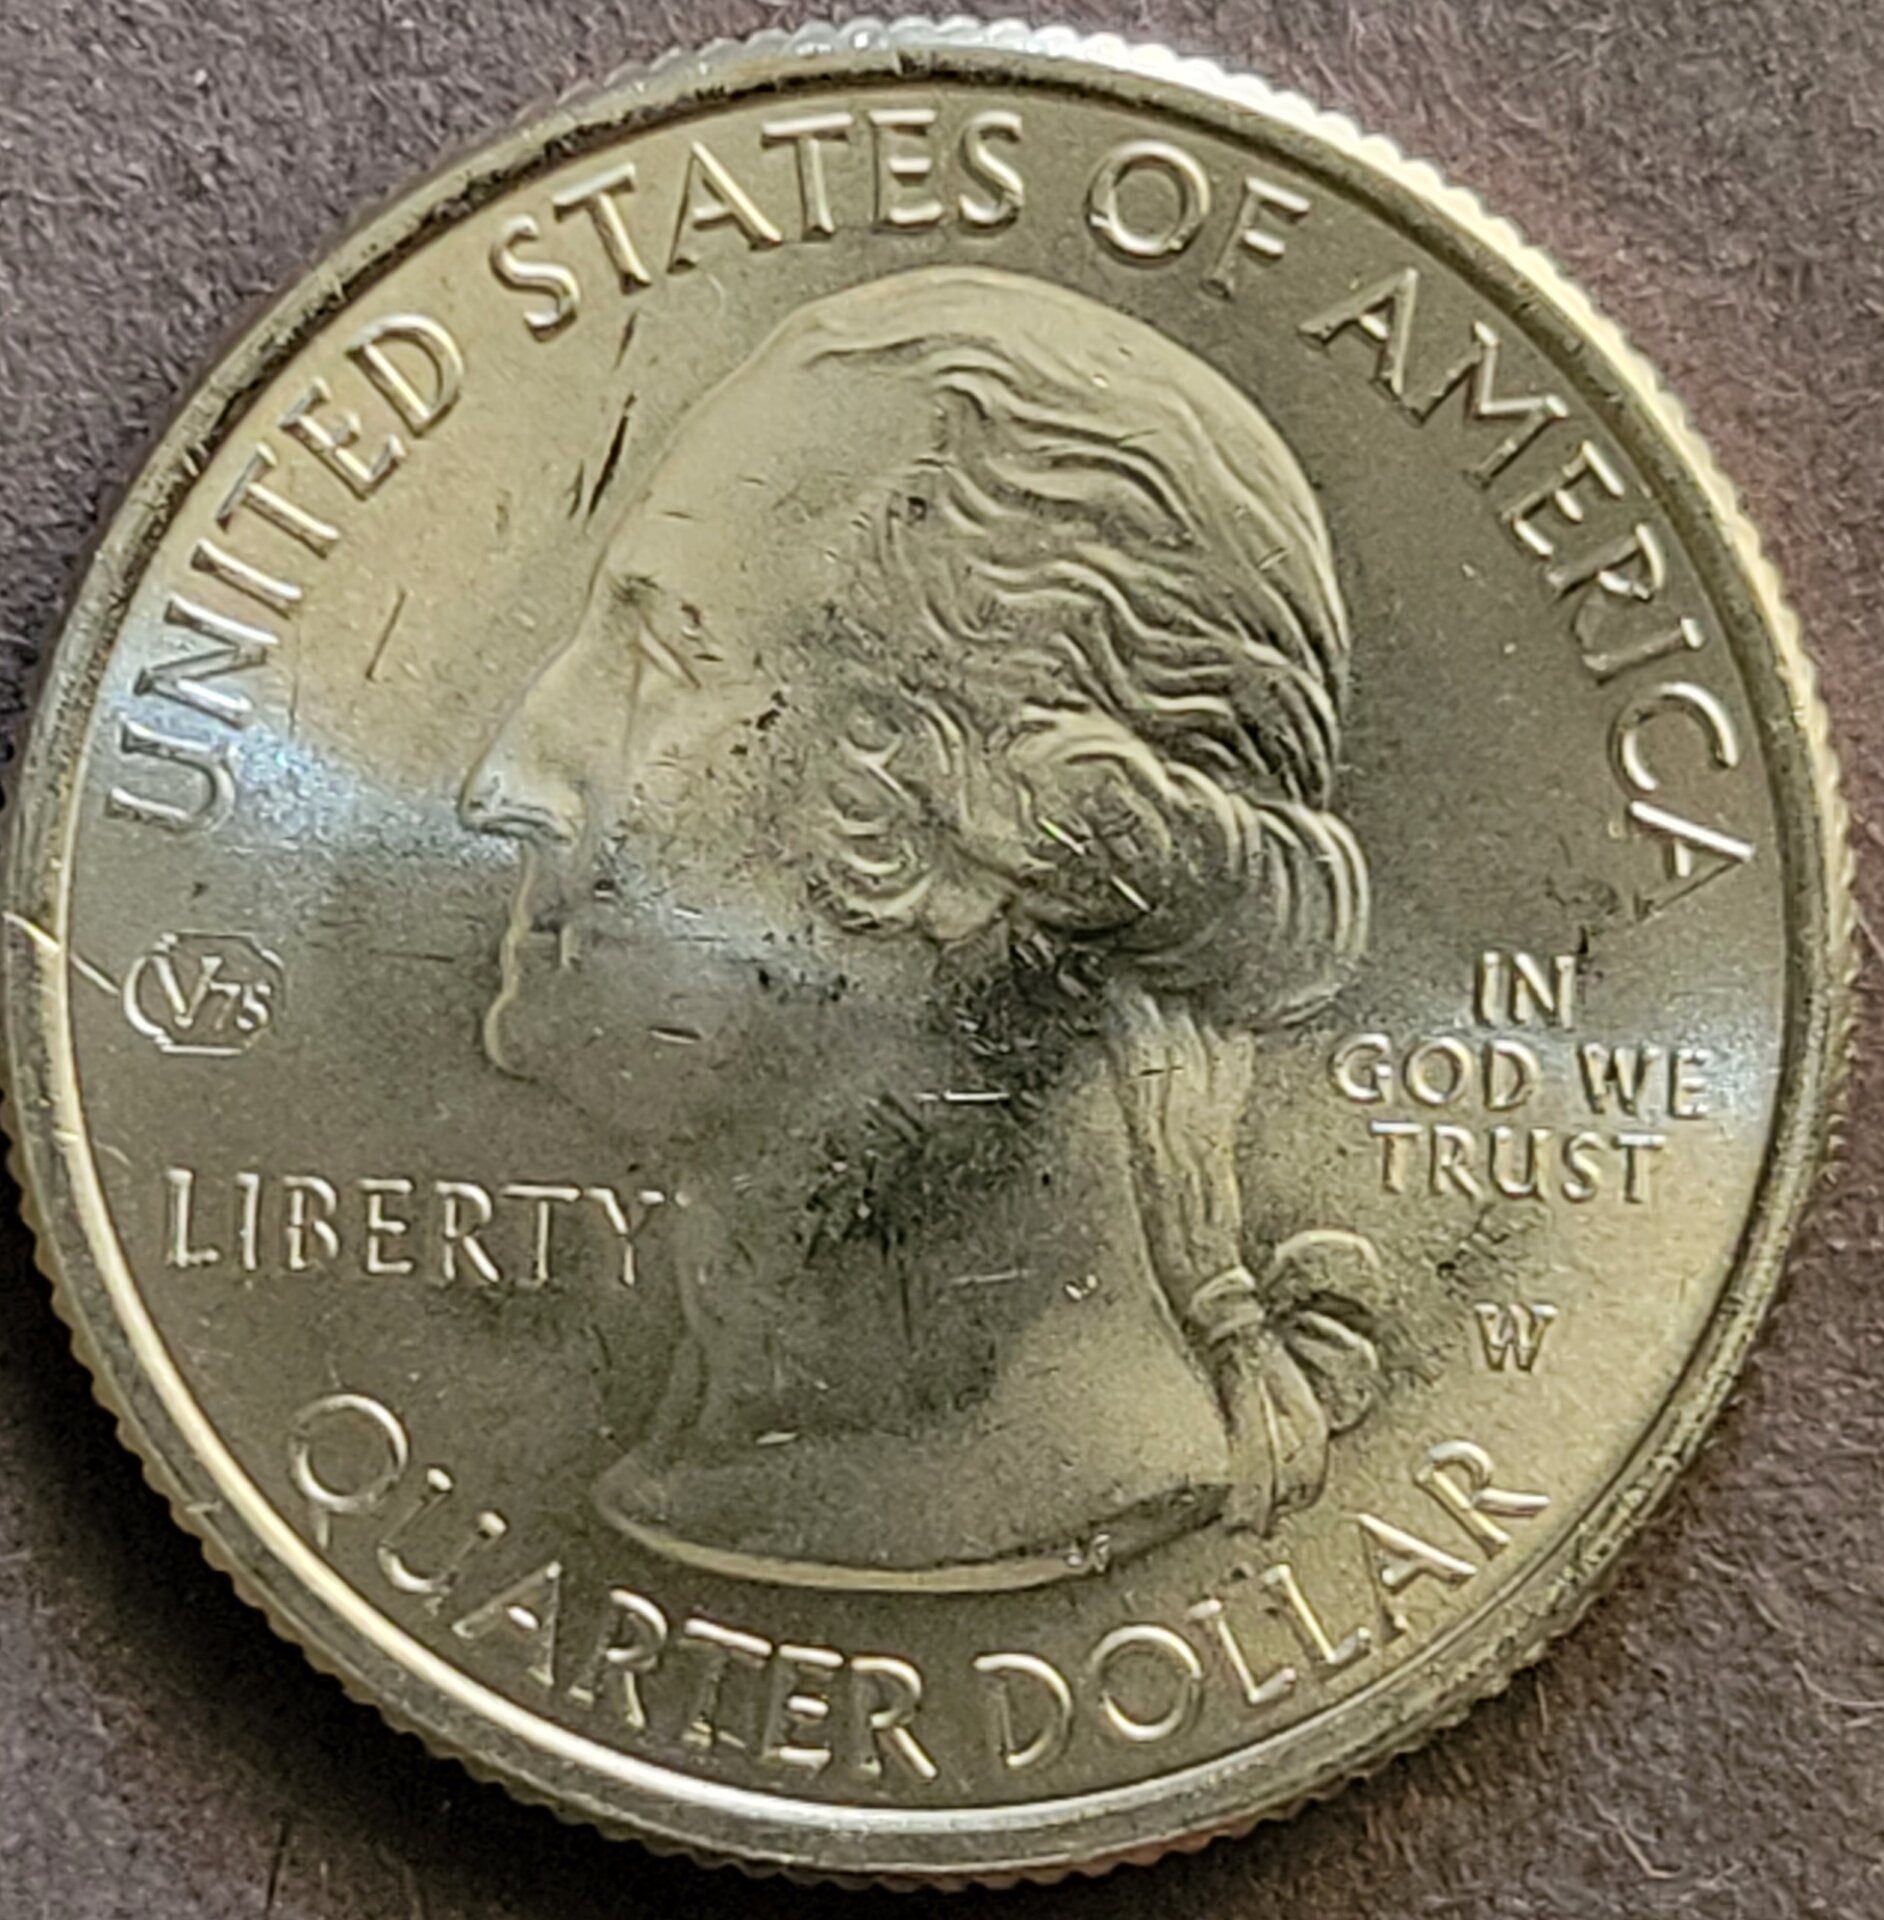 UNITED STATES OF AMERICA
V75
LIBERTY
IN
GOD WE
TRUST
W
QUARTER DOLLAR